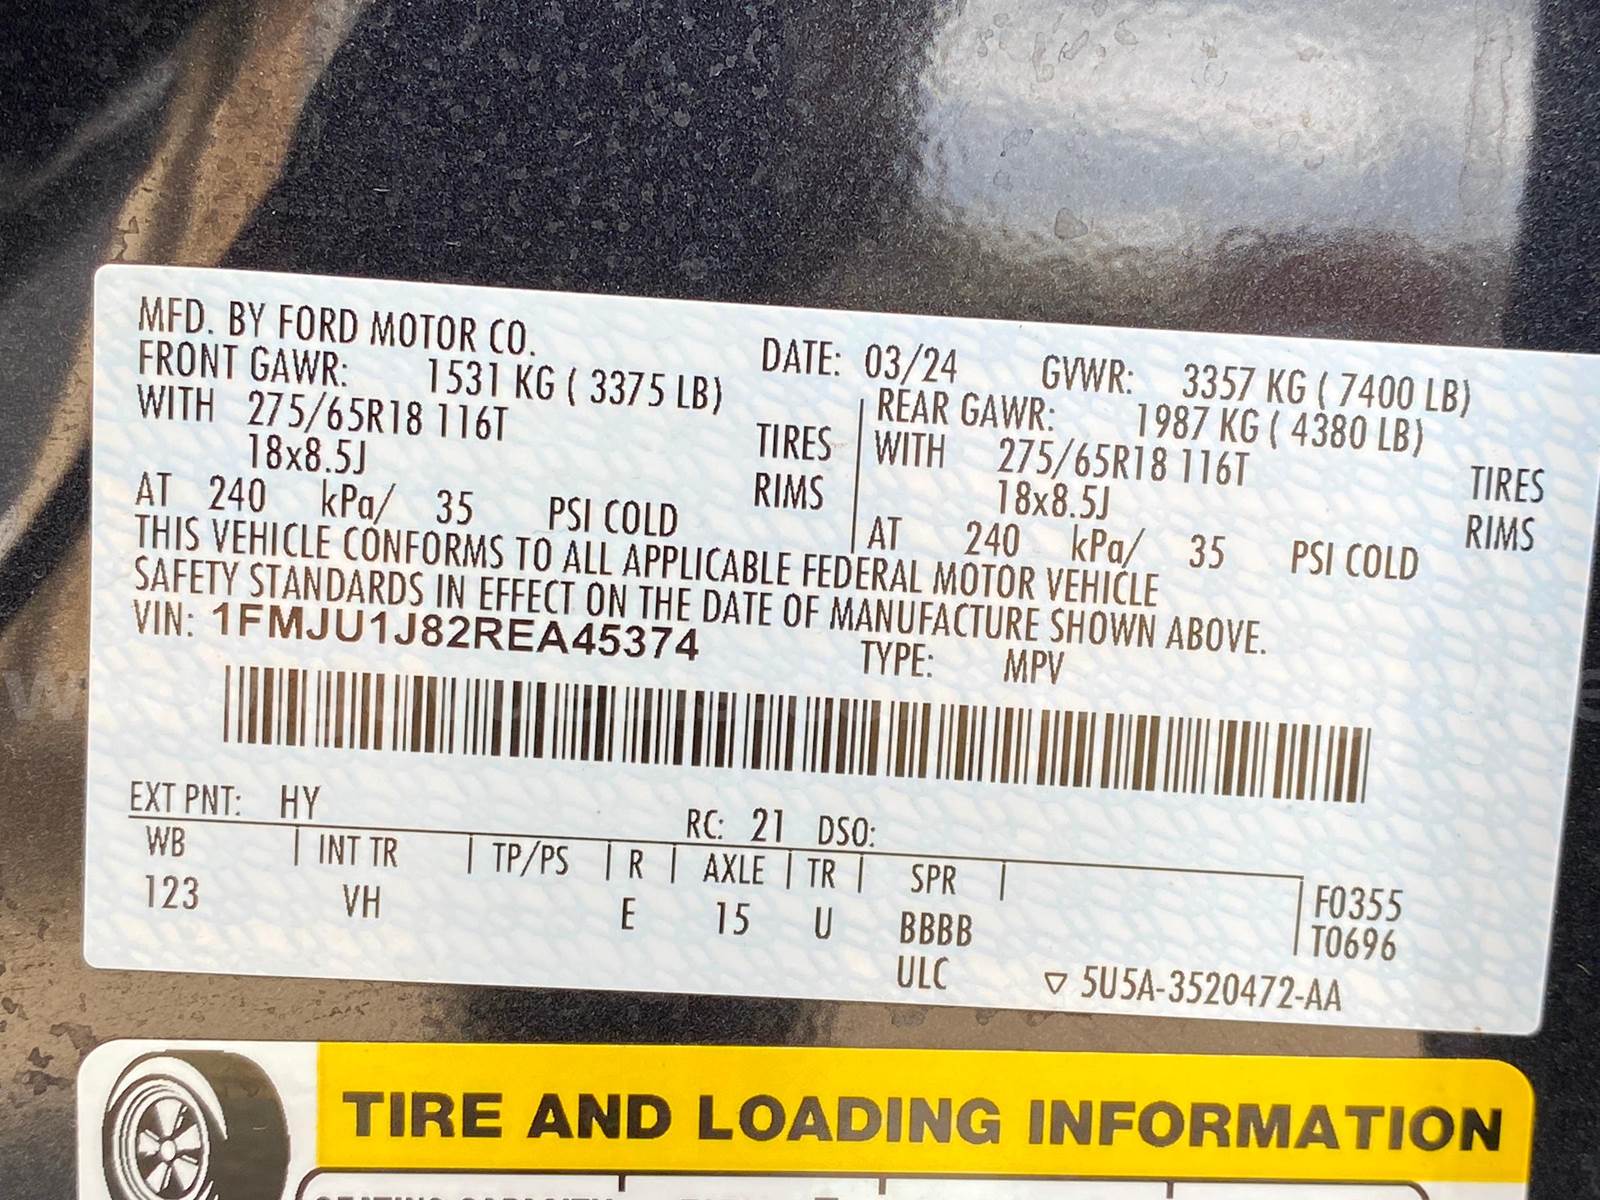 MFD. BY FORD MOTOR CO.
DATE: 03/24 GVWR: 3357 KG ( 7400 LB)
FRONT GAWR: 1531 KG ( 3375 LB)
WITH 275/65R18 116T TIRES
18x8.5J RIMS
AT 240 kPa/ 35 PSI COLD
REAR GAWR: 1987 KG ( 4380 LB)
WITH 275/65R18 116T TIRES
18x8.5J RIMS
AT 240 kPa/ 35 PSI COLD
THIS VEHICLE CONFORMS TO ALL APPLICABLE FEDERAL MOTOR VEHICLE
SAFETY STANDARDS IN EFFECT ON THE DATE OF MANUFACTURE SHOWN ABOVE.
VIN: 1FMJU1J82REA45374 TYPE: MPV
EXT PNT: HY RC: 21 DSO:
WB INT TR TP/PS R AXLE TR SPR
123 VH E 15 U BBBB
ULC
F0355
T0696
▽ 5U5A-3520472-AA
TIRE AND LOADING INFORMATION